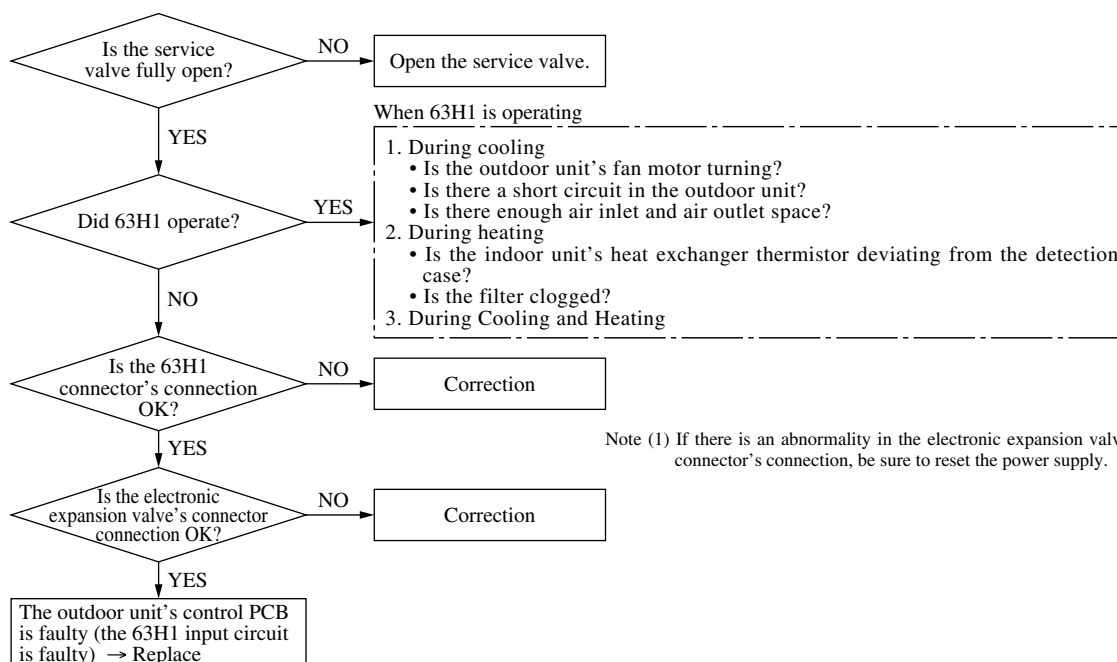 Is the service
valve fully open?
NO
Open the service valve.
YES
When 63H1 is operating
1. During cooling
• Is the outdoor unit's fan motor turning?
• Is there a short circuit in the outdoor unit?
• Is there enough air inlet and air outlet space?
2. During heating
• Is the indoor unit's heat exchanger thermistor deviating from the detection
case?
• Is the filter clogged?
3. During Cooling and Heating
Did 63H1 operate?
YES
NO
Is the 63H1
connector's connection
OK?
NO
Correction
YES
Note (1) If there is an abnormality in the electronic expansion valv
connector's connection, be sure to reset the power supply.
Is the electronic
expansion valve's connector
connection OK?
NO
Correction
YES
The outdoor unit's control PCB
is faulty (the 63H1 input circuit
is faulty) → Replace